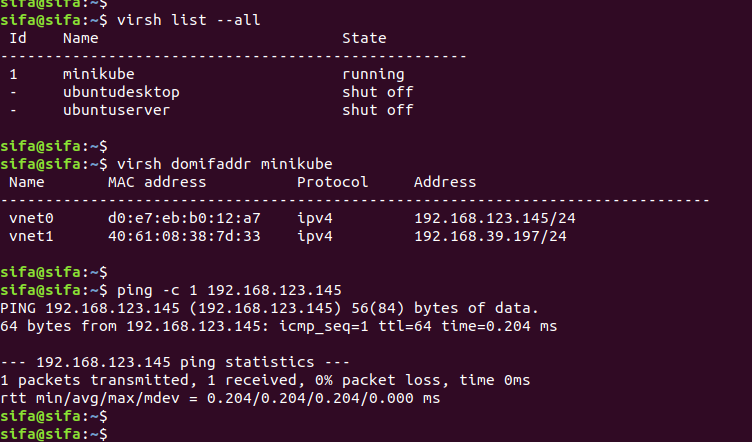 sifa@sifa:~$
sifa@sifa:~$ virsh list --all
Id Name State
----------------------------------------------------
1 minikube running
- ubuntudesktop shut off
- ubuntuserver shut off
sifa@sifa:~$
sifa@sifa:~$ virsh domifaddr minikube
Name MAC address Protocol Address
-------------------------------------------------------------------------------
vnet0 d0:e7:eb:b0:12:a7 ipv4 192.168.123.145/24
vnet1 40:61:08:38:7d:33 ipv4 192.168.39.197/24
sifa@sifa:~$
sifa@sifa:~$ ping -c 1 192.168.123.145
PING 192.168.123.145 (192.168.123.145) 56(84) bytes of data.
64 bytes from 192.168.123.145: icmp_seq=1 ttl=64 time=0.204 ms
--- 192.168.123.145 ping statistics ---
1 packets transmitted, 1 received, 0% packet loss, time 0ms
rtt min/avg/max/mdev = 0.204/0.204/0.204/0.000 ms
sifa@sifa:~$
sifa@sifa:~$